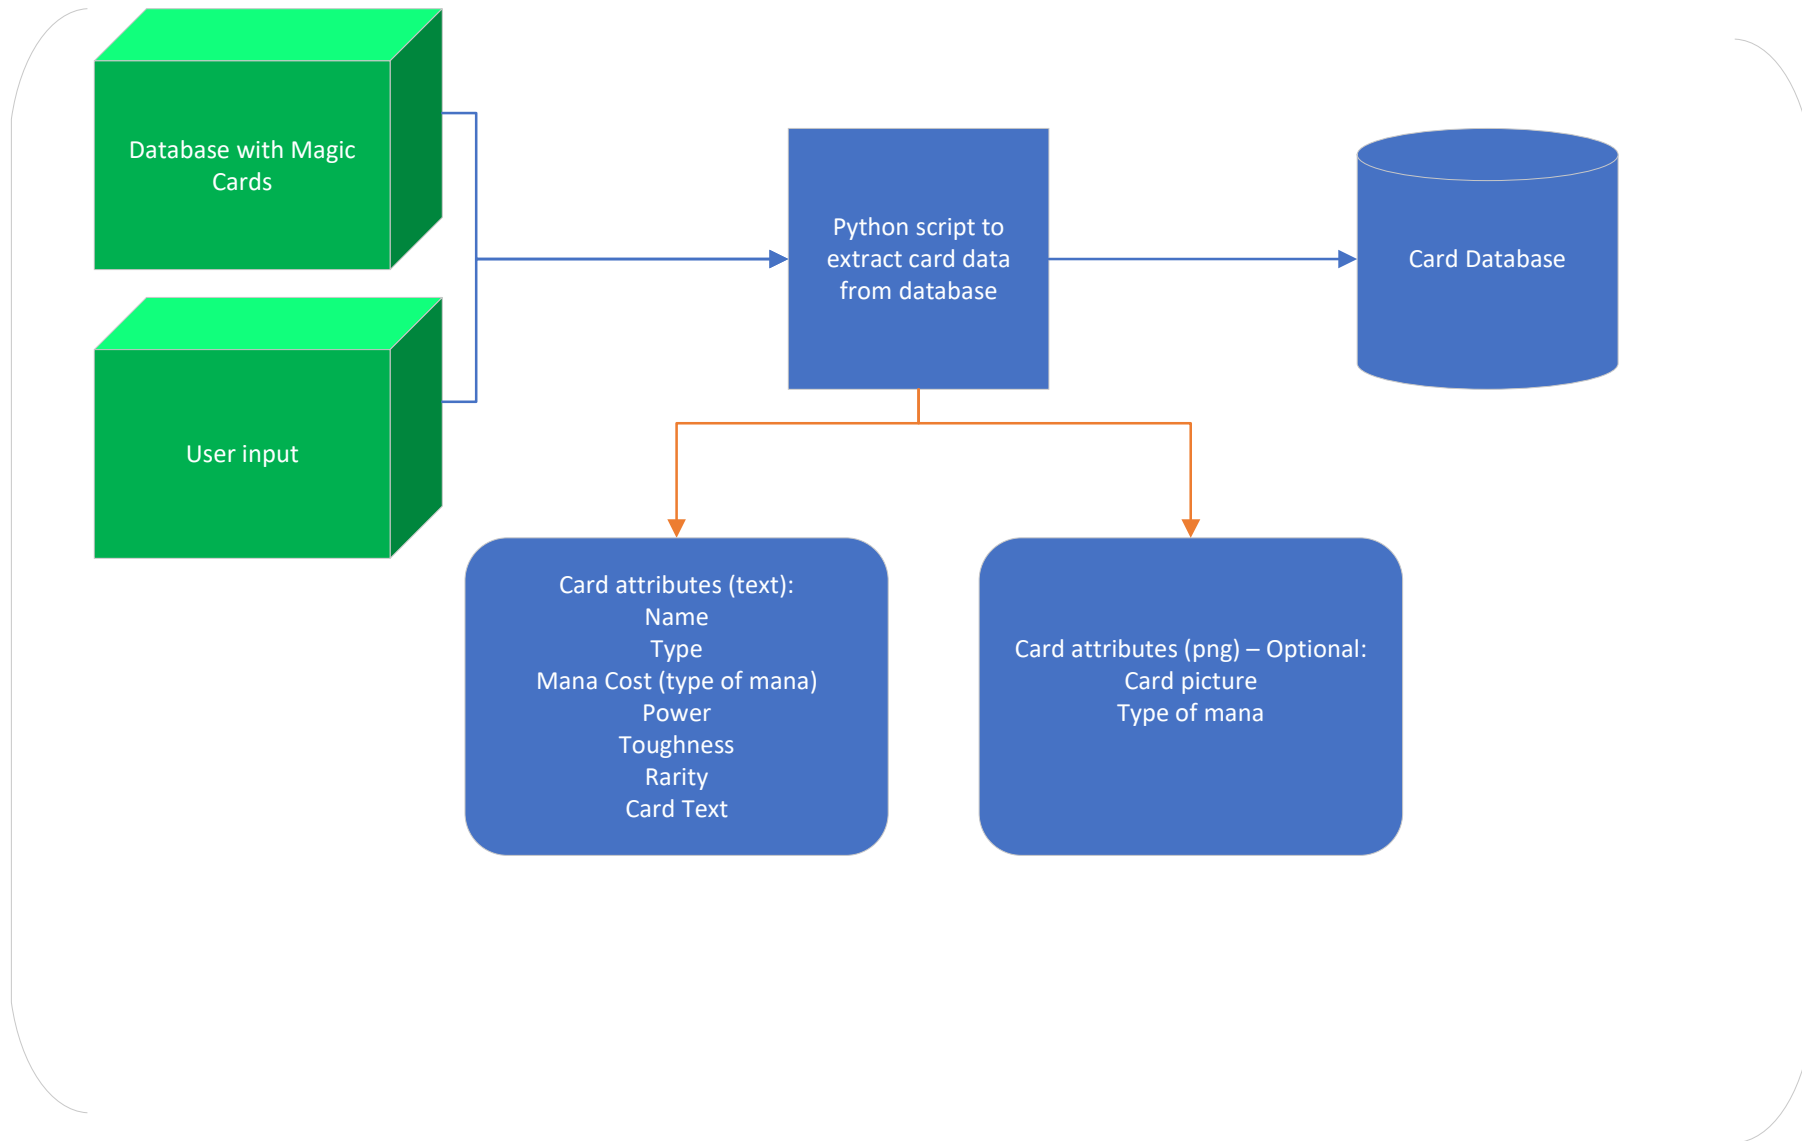 Database with Magic
Cards
User input
Python script to
extract card data
from database
Card Database
Card attributes (text):
Name
Type
Mana Cost (type of mana)
Power
Toughness
Rarity
Card Text
Card attributes (png) – Optional:
Card picture
Type of mana